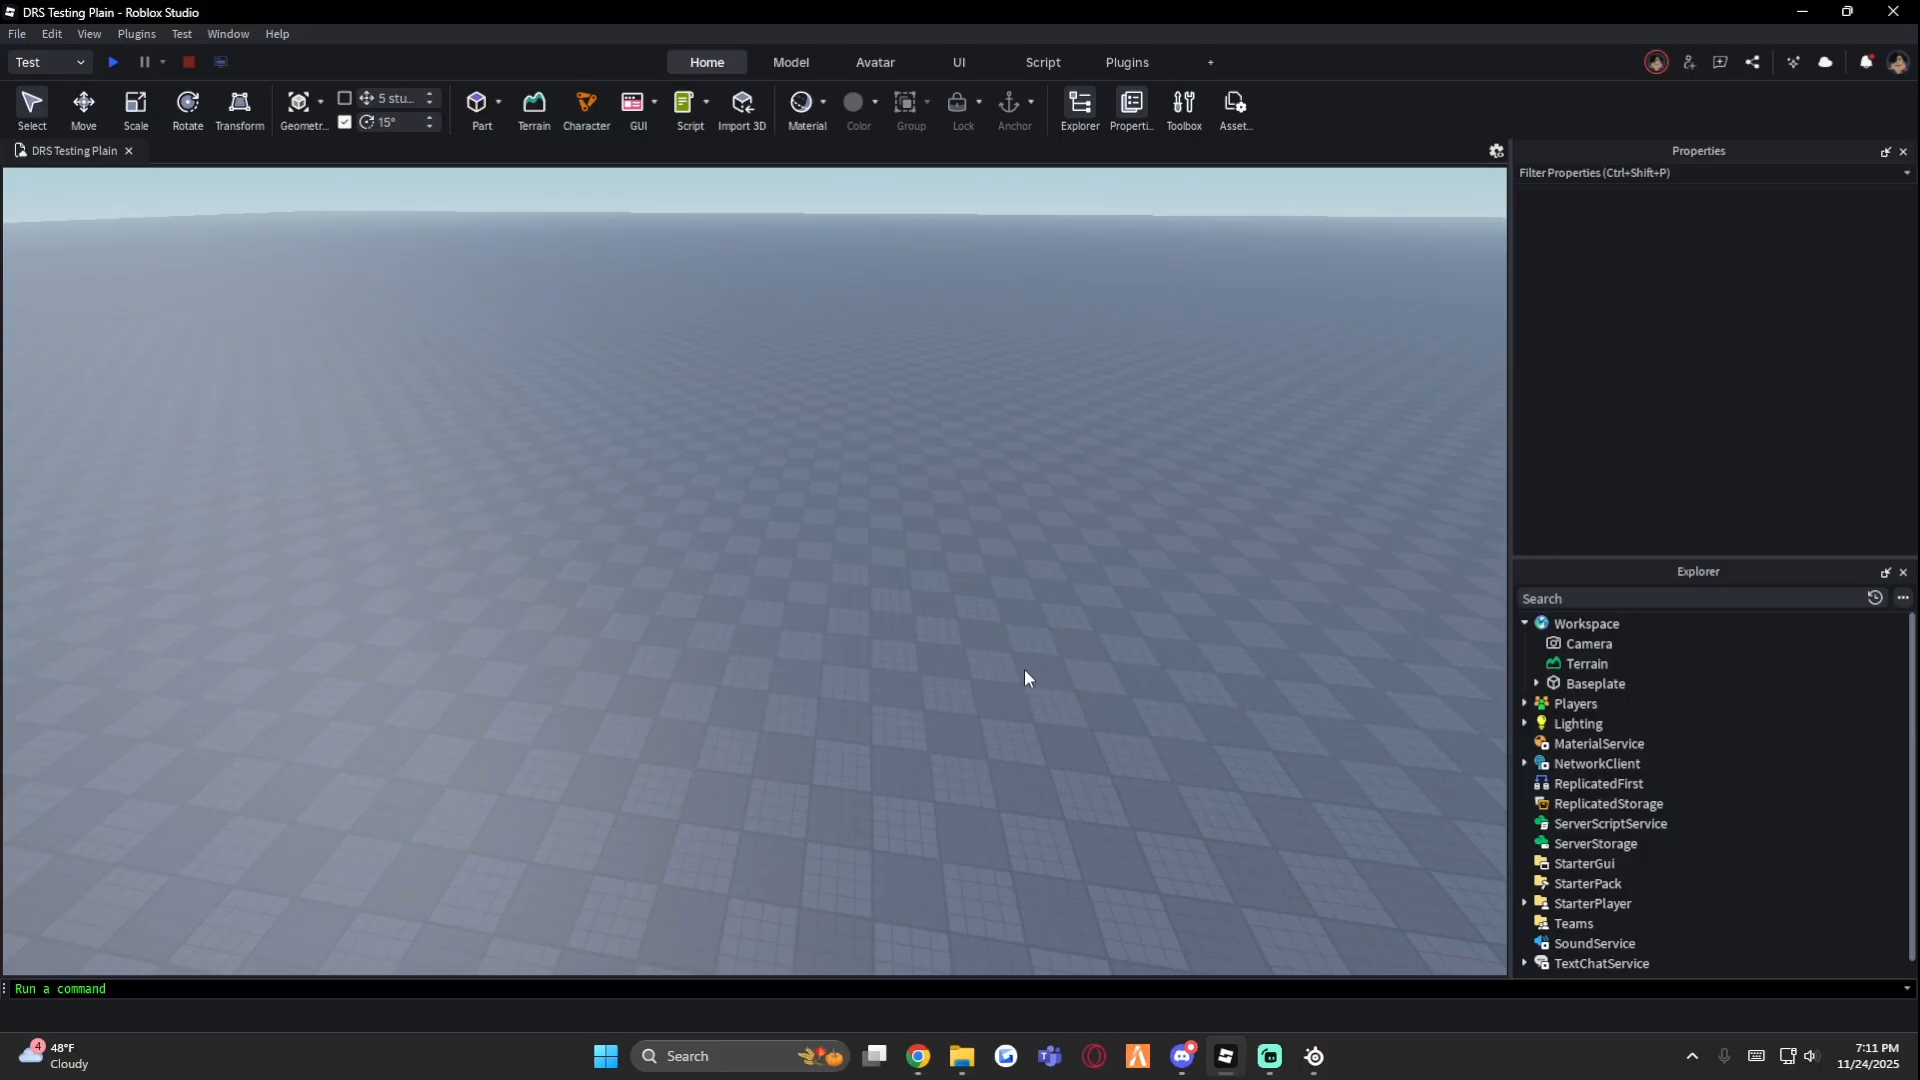 DRS Testing Plain - Roblox Studio
File Edit View Plugins Test Window Help
Test
Home Model Avatar UI Script Plugins +
5 stu...
15°
Select Move Scale Rotate Transform Geometr... Part Terrain Character GUI Script Import 3D Material Color Group Lock Anchor Explorer Properti... Toolbox Asset...
DRS Testing Plain
Properties
Filter Properties (Ctrl+Shift+P)
Explorer
Search
Workspace
Camera
Terrain
Baseplate
Players
Lighting
MaterialService
NetworkClient
ReplicatedFirst
ReplicatedStorage
ServerScriptService
ServerStorage
StarterGui
StarterPack
StarterPlayer
Teams
SoundService
TextChatService
Run a command
4
48°F
Cloudy
Search
7:11 PM
11/24/2025